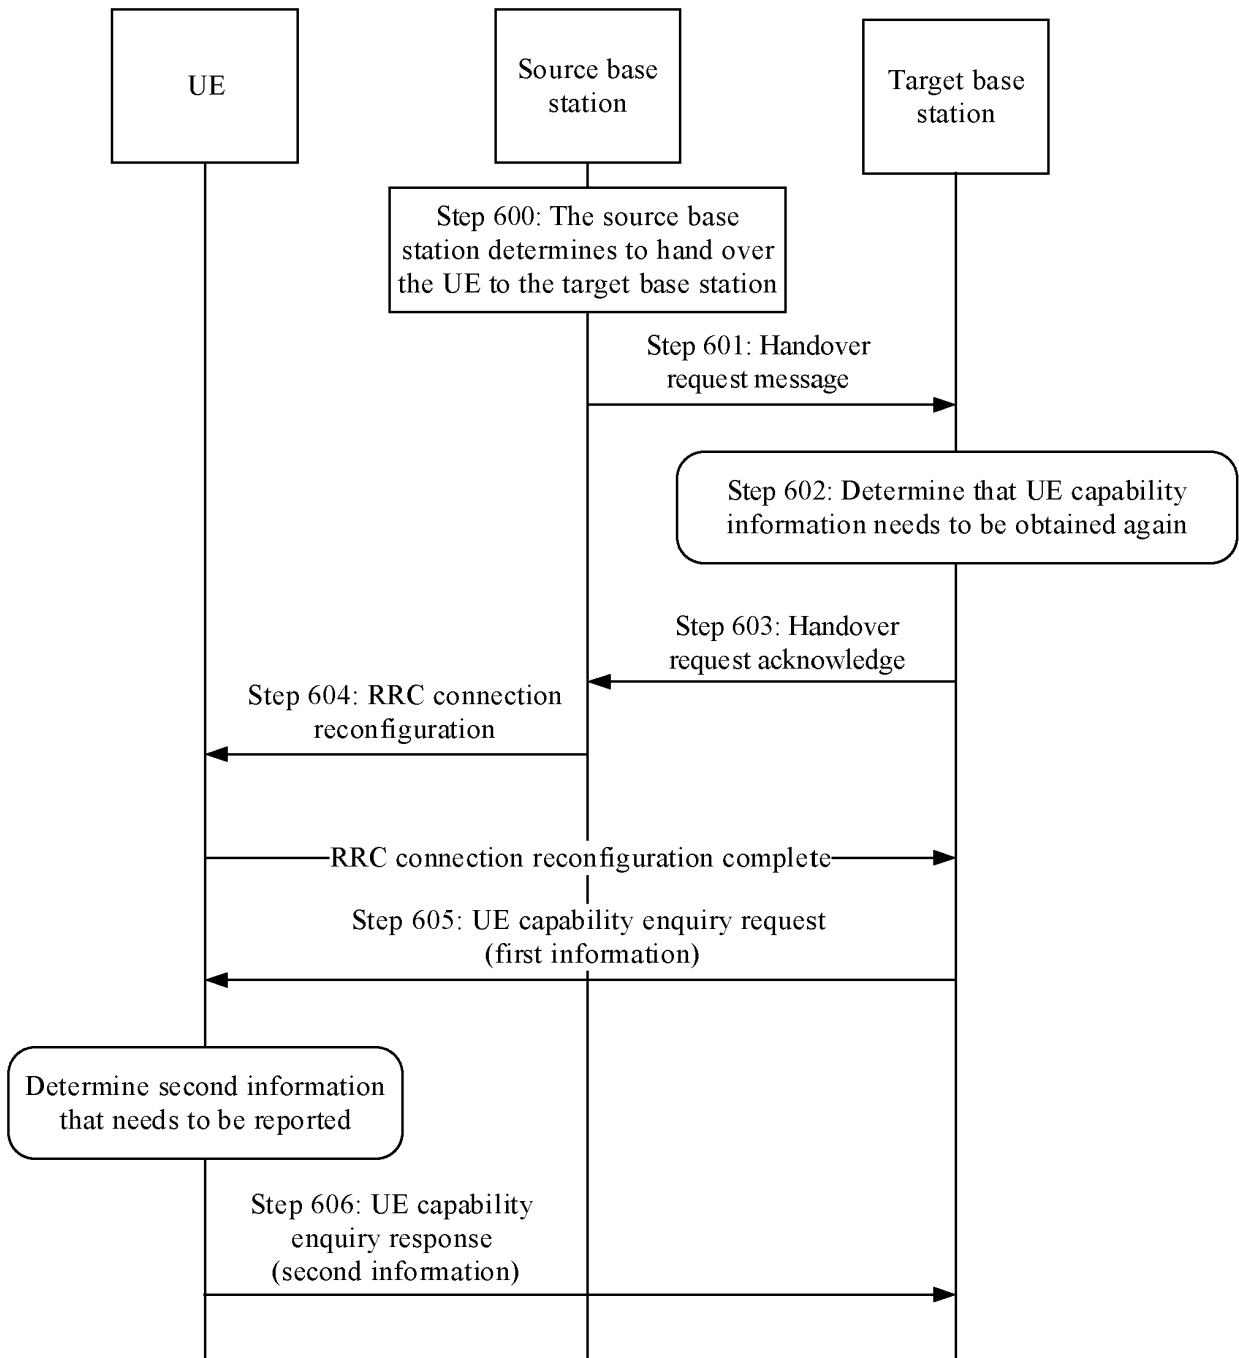 UE
Source base
station
Target base
station
Step 600: The source base
station determines to hand over
the UE to the target base station
Step 601: Handover
request message
Step 602: Determine that UE capability
information needs to be obtained again
Step 603: Handover
request acknowledge
Step 604: RRC connection
reconfiguration
RRC connection reconfiguration complete
Step 605: UE capability enquiry request
(first information)
Determine second information
that needs to be reported
Step 606: UE capability
enquiry response
(second information)